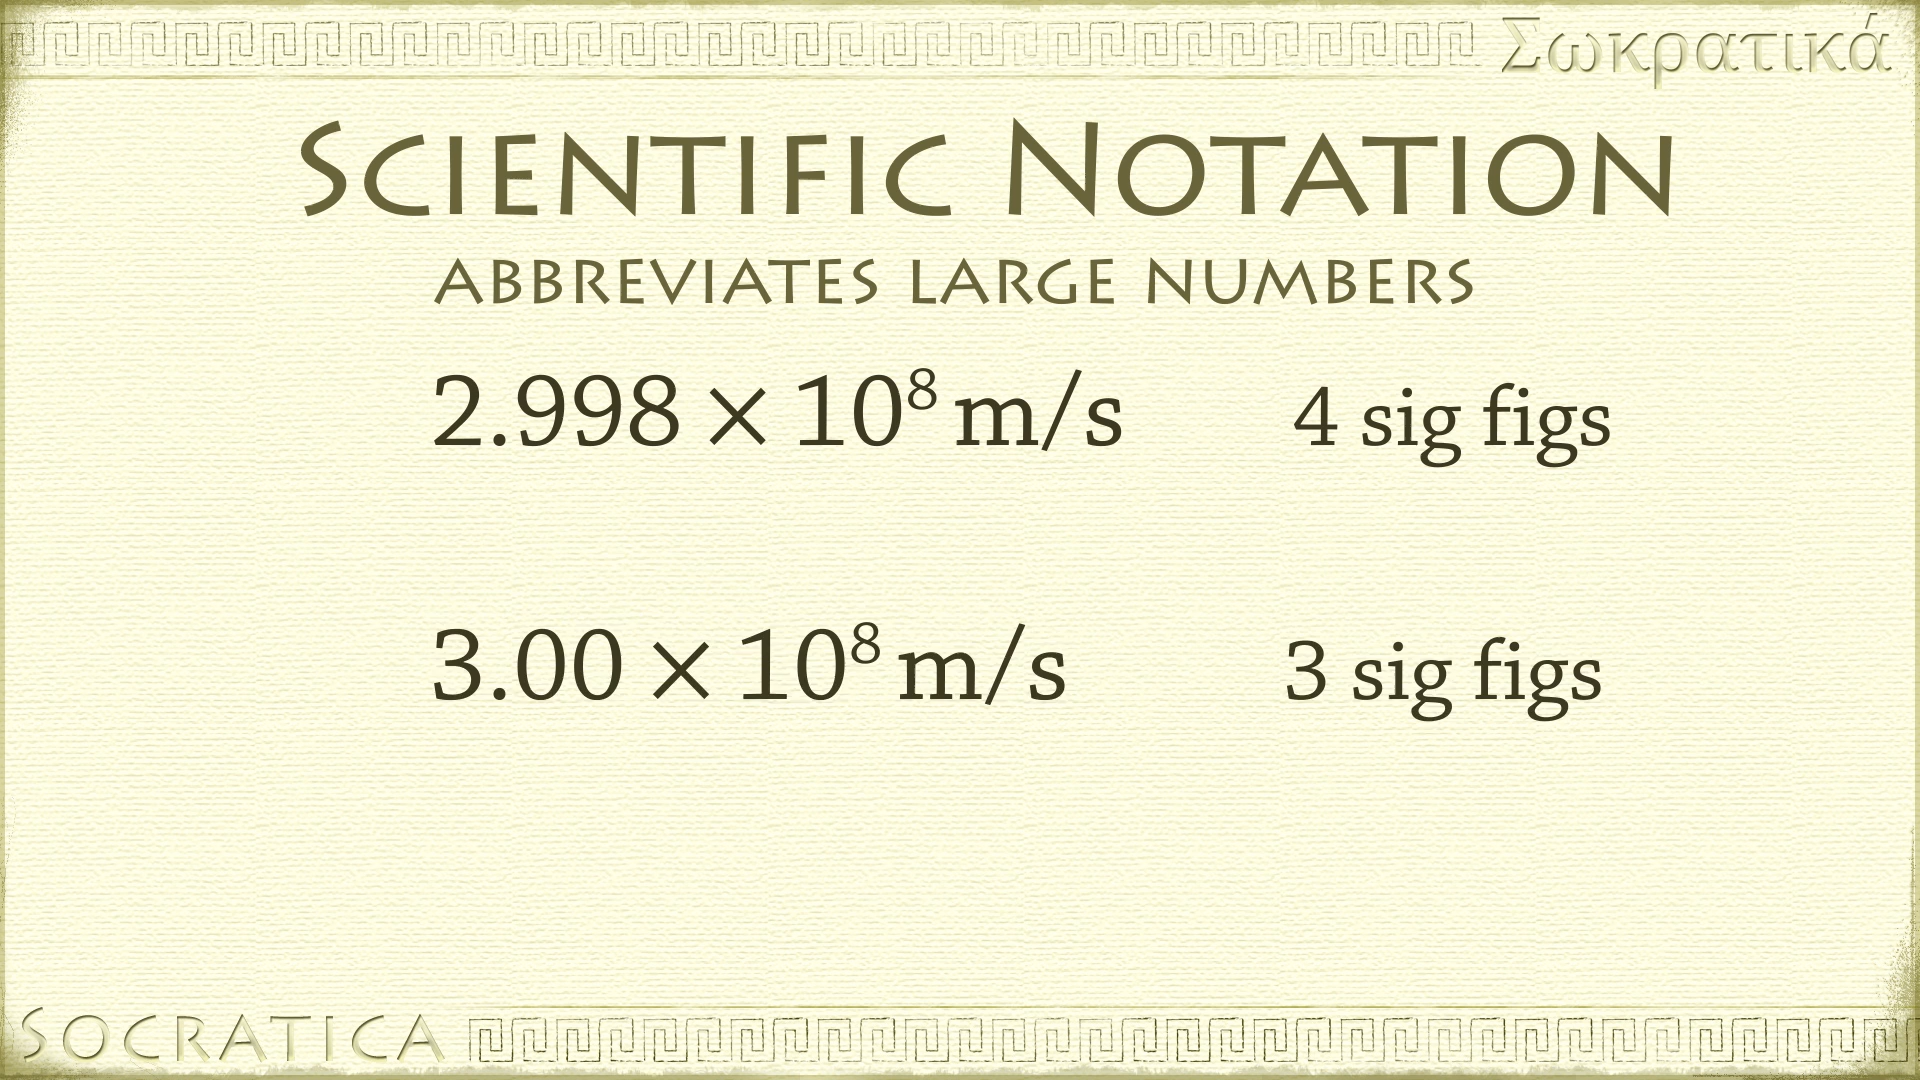 Σωκρατικά
Scientific Notation
abbreviates large numbers
2.998 × 10⁸ m/s 4 sig figs
3.00 × 10⁸ m/s 3 sig figs
SOCRATICA